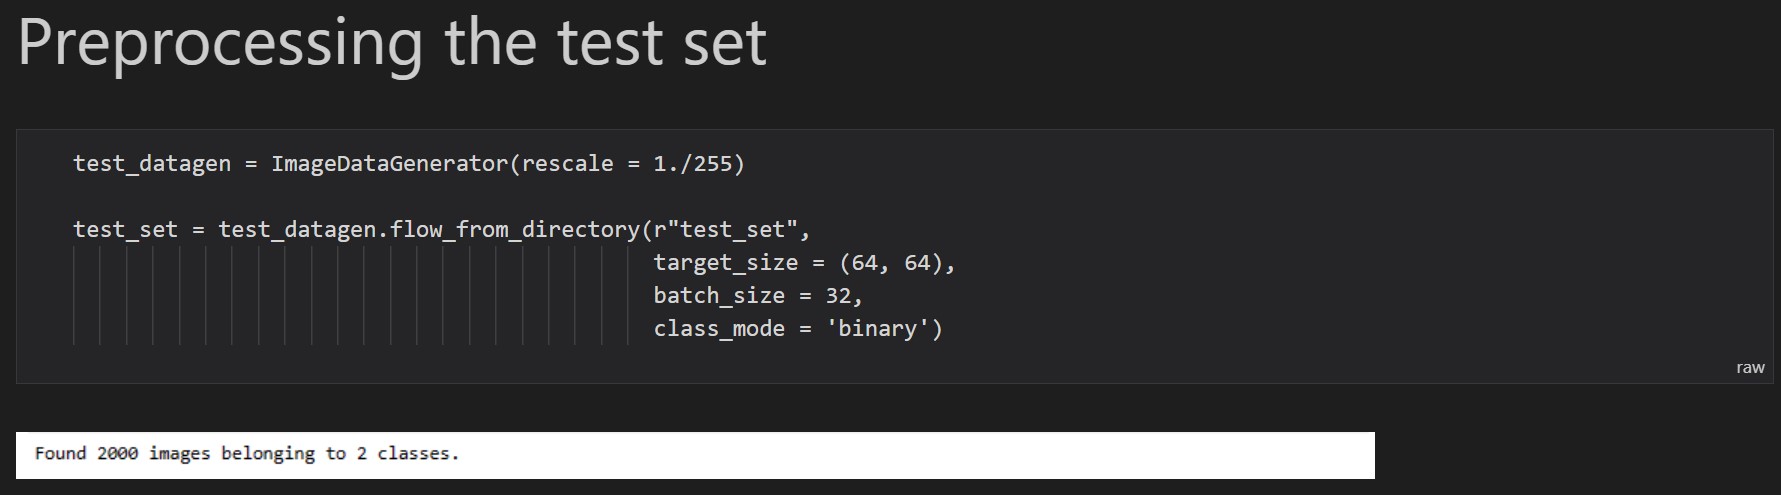 Preprocessing the test set
test_datagen = ImageDataGenerator(rescale = 1./255)
test_set = test_datagen.flow_from_directory(r"test_set",
target_size = (64, 64),
batch_size = 32,
class_mode = 'binary')
raw
Found 2000 images belonging to 2 classes.